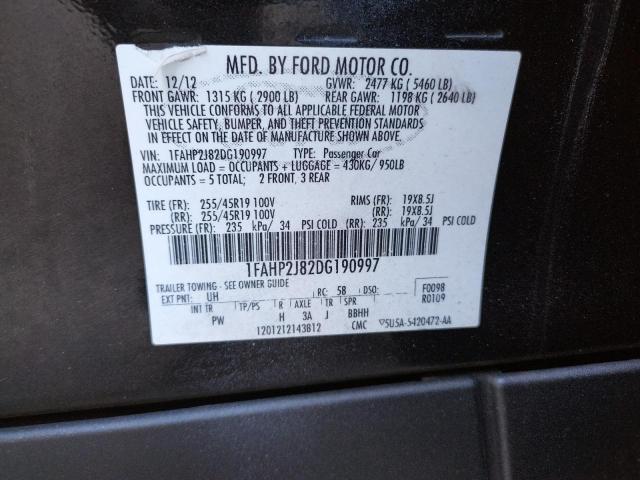 MFD. BY FORD MOTOR CO.
DATE: 12/12 GVWR: 2477 KG ( 5460 LB)
FRONT GAWR: 1315 KG ( 2900 LB) REAR GAWR: 1198 KG ( 2640 LB)
THIS VEHICLE CONFORMS TO ALL APPLICABLE FEDERAL MOTOR
VEHICLE SAFETY, BUMPER, AND THEFT PREVENTION STANDARDS
IN EFFECT ON THE DATE OF MANUFACTURE SHOWN ABOVE.
VIN: 1FAHP2J82DG190997 TYPE: Passenger Car
MAXIMUM LOAD = OCCUPANTS + LUGGAGE = 430KG/ 950LB
OCCUPANTS = 5 TOTAL; 2 FRONT, 3 REAR
TIRE (FR): 255/45R19 100V RIMS (FR): 19X8.5J
(RR): 255/45R19 100V (RR): 19X8.5J
PRESSURE (FR): 235 kPa/ 34 PSI COLD (RR): 235 kPa/ 34 PSI COLD
1FAHP2J82DG190997
TRAILER TOWING - SEE OWNER GUIDE
EXT PNT: UH RC: 58 DSO: F0098
INT TR TP/PS R AXLE TR SPR R0109
PW H 3A J BBHH
1201212143812 CMC 5U5A-5420472-AA